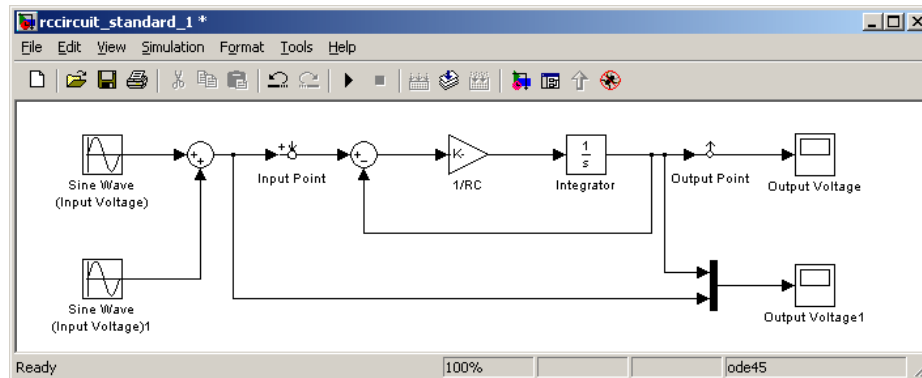 rccircuit_standard_1 *
File Edit View Simulation Format Tools Help
K-
1
s
Sine Wave
(Input Voltage)
Input Point
1/RC
Integrator
Output Point
Output Voltage
Sine Wave
(Input Voltage)1
Output Voltage1
Ready 100% ode45